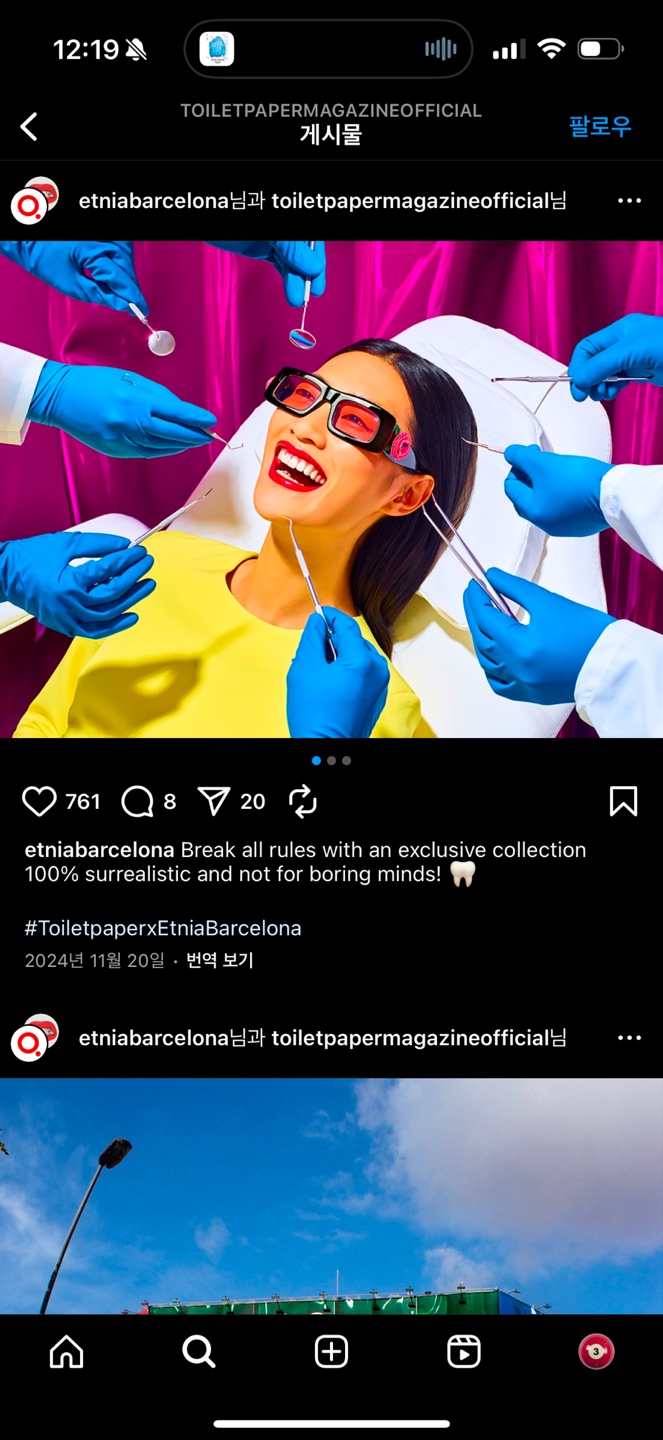 12:19
TOILETPAPERMAGAZINEOFFICIAL
게시물
팔로우
etniabarcelona님과 toiletpapermagazineofficial님
761
8
20
etniabarcelona Break all rules with an exclusive collection
100% surrealistic and not for boring minds! 🦷
#ToiletpaperxEtniaBarcelona
2024년 11월 20일 · 번역 보기
etniabarcelona님과 toiletpapermagazineofficial님
3